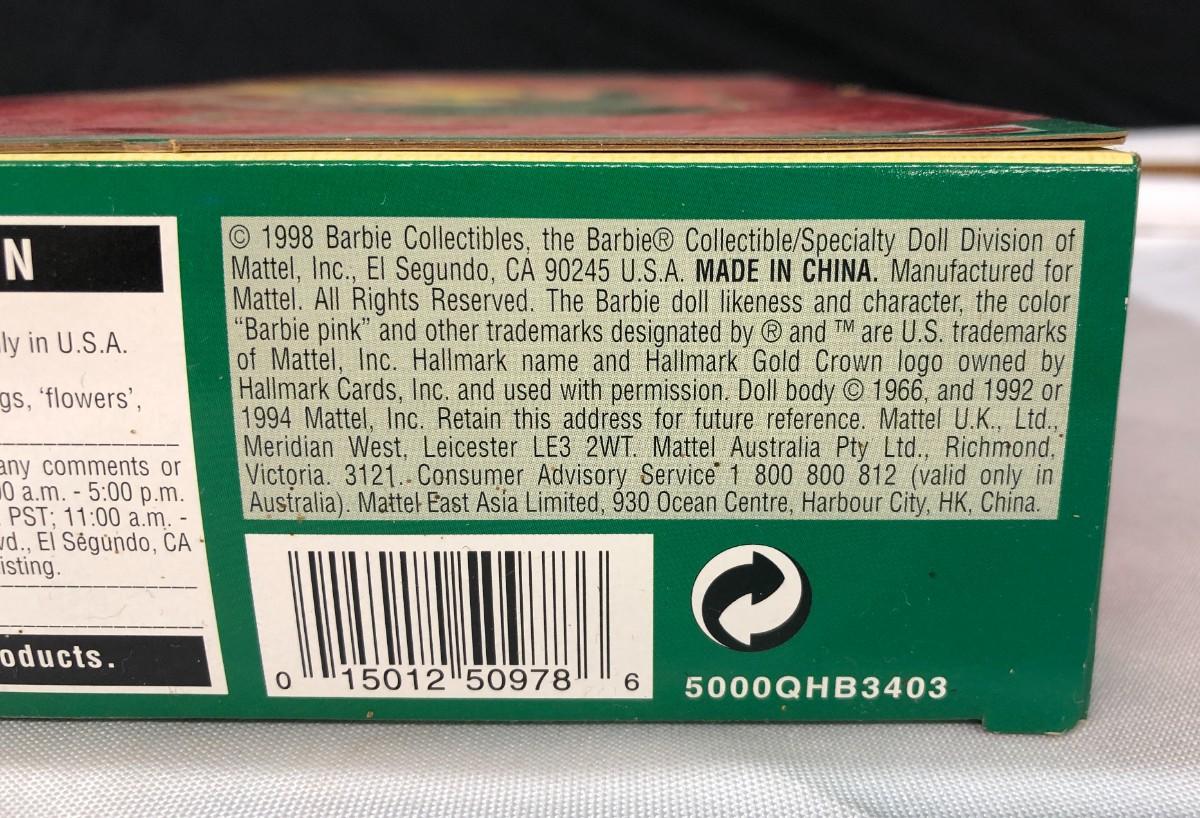 N
ly in U.S.A.
gs, 'flowers',
any comments or
0 a.m. - 5:00 p.m.
PST; 11:00 a.m. -
vd., El Segundo, CA
isting.
oducts.
© 1998 Barbie Collectibles, the Barbie® Collectible/Specialty Doll Division of
Mattel, Inc., El Segundo, CA 90245 U.S.A. MADE IN CHINA. Manufactured for
Mattel. All Rights Reserved. The Barbie doll likeness and character, the color
“Barbie pink” and other trademarks designated by ® and ™ are U.S. trademarks
of Mattel, Inc. Hallmark name and Hallmark Gold Crown logo owned by
Hallmark Cards, Inc. and used with permission. Doll body © 1966, and 1992 or
1994 Mattel, Inc. Retain this address for future reference. Mattel U.K., Ltd.,
Meridian West, Leicester LE3 2WT. Mattel Australia Pty Ltd., Richmond,
Victoria. 3121. Consumer Advisory Service 1 800 800 812 (valid only in
Australia). Mattel East Asia Limited, 930 Ocean Centre, Harbour City, HK, China.
0 15012 50978 6
5000QHB3403